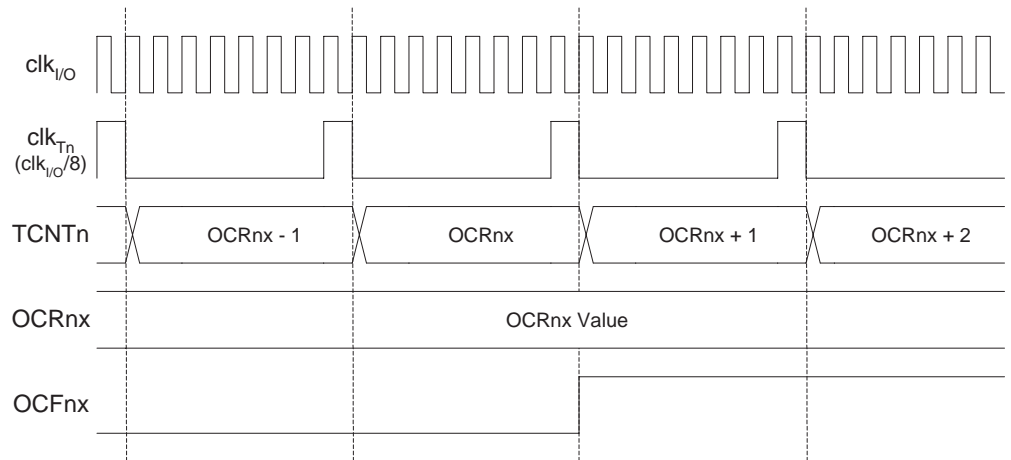 clkI/O
clkTn
(clkI/O/8)
TCNTn
OCRnx - 1
OCRnx
OCRnx + 1
OCRnx + 2
OCRnx
OCRnx Value
OCFnx